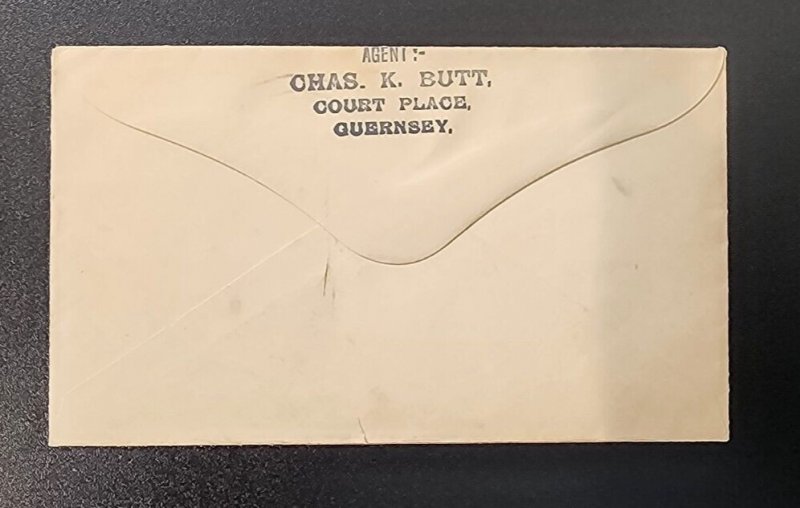 AGENT :-
CHAS. K. BUTT,
COURT PLACE,
GUERNSEY.